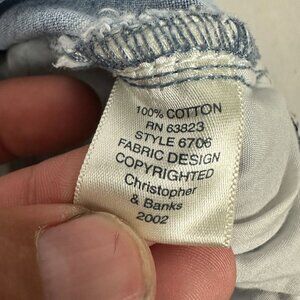 100% COTTON
RN 63823
STYLE 6706
FABRIC DESIGN
COPYRIGHTED
Christopher
& Banks
2002